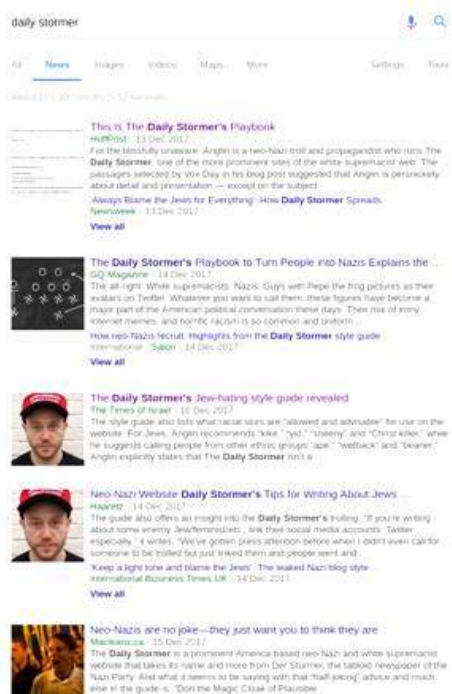 daily stormer
All News Images Videos Maps More Settings Tools
This Is The Daily Stormer's Playbook
HuffPost - 13 Dec 2017
For the blissfully unaware, Anglin is a neo-Nazi troll and propagandist who runs The
Daily Stormer, one of the more prominent sites of the white supremacist web. The
passages selected by Vox Day in his blog post suggested that Anglin is persnickety
about detail and presentation — except on the subject
'Always Blame the Jews for Everything': How Daily Stormer Spreads
Newsweek - 13 Dec 2017
View all
The Daily Stormer's Playbook to Turn People into Nazis Explains the ...
GQ Magazine - 14 Dec 2017
The alt-right. White supremacists. Nazis. Guys with Pepe the frog pictures as their
avatars on Twitter. Whatever you want to call them, these figures have become a
major part of the American political conversation these days. Their mix of irony,
Internet memes, and horrific racism is so common and uniform ...
How neo-Nazis recruit: Highlights from the Daily Stormer style guide
International - Salon - 14 Dec 2017
View all
The Daily Stormer's Jew-hating style guide revealed
The Times of Israel - 16 Dec 2017
The style guide also lists what racial slurs are "allowed and advisable" for use on the
website. For Jews, Anglin recommends "kike," "yid," "sheeny" and "Christ killer," while
he suggests calling people from other ethnic groups "ape," "wetback" and "beaner."
Anglin explicitly states that The Daily Stormer isn't a
Neo-Nazi Website Daily Stormer's Tips for Writing About Jews ...
Haaretz - 14 Dec 2017
The guide also offers an insight into the Daily Stormer's trolling. "If you're writing
about some enemy Jew/feminist/etc., link their social media accounts. Twitter
especially," it writes. "We've gotten press attention before when I didn't even call for
someone to be trolled but just linked them and people went and
'Keep a light tone and blame the Jews': The leaked Nazi blog style ...
International Business Times UK - 14 Dec 2017
View all
Neo-Nazis are no joke—they just want you to think they are
Macleans.ca - 15 Dec 2017
The Daily Stormer is a prominent America based neo-Nazi and white supremacist
website that takes its name and more from Der Sturmer, the tabloid newspaper of the
Nazi Party. And what it seems to be saying with that "half-joking" advice and much
else in the guide is: "Don the Magic Cloak of Plausible